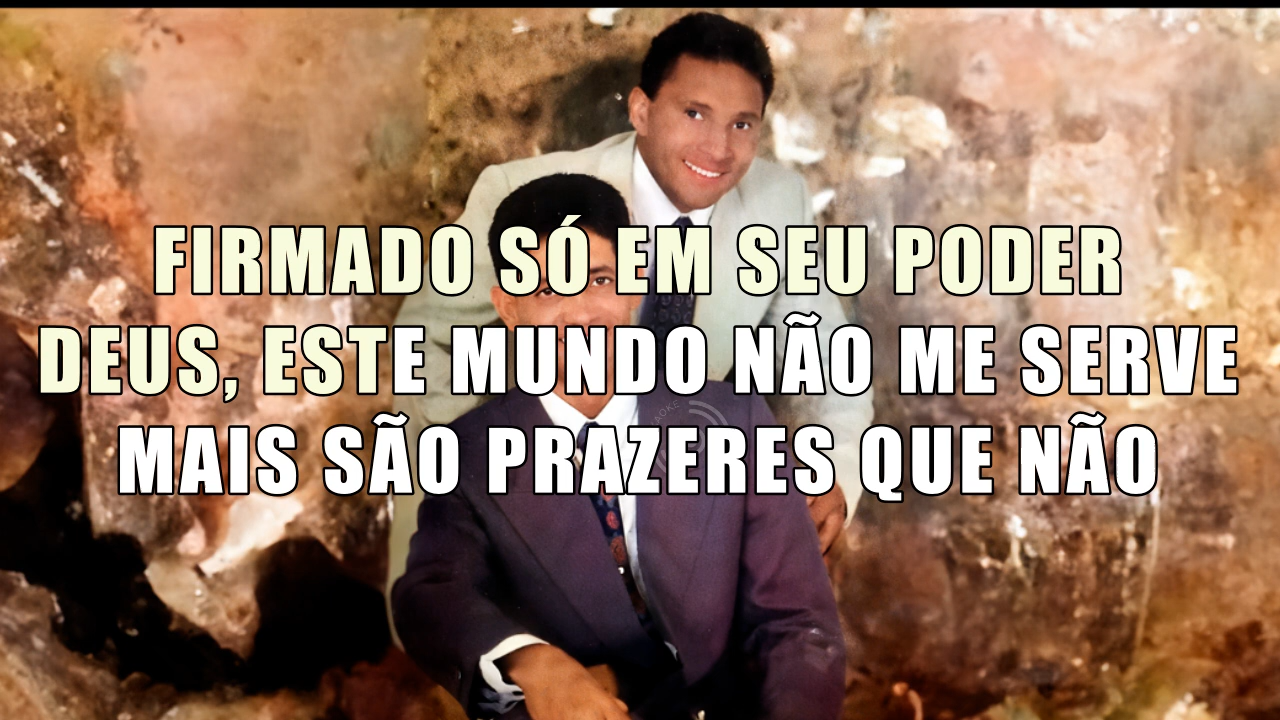 FIRMADO SÓ EM SEU PODER
DEUS, ESTE MUNDO NÃO ME SERVE
MAIS SÃO PRAZERES QUE NÃO